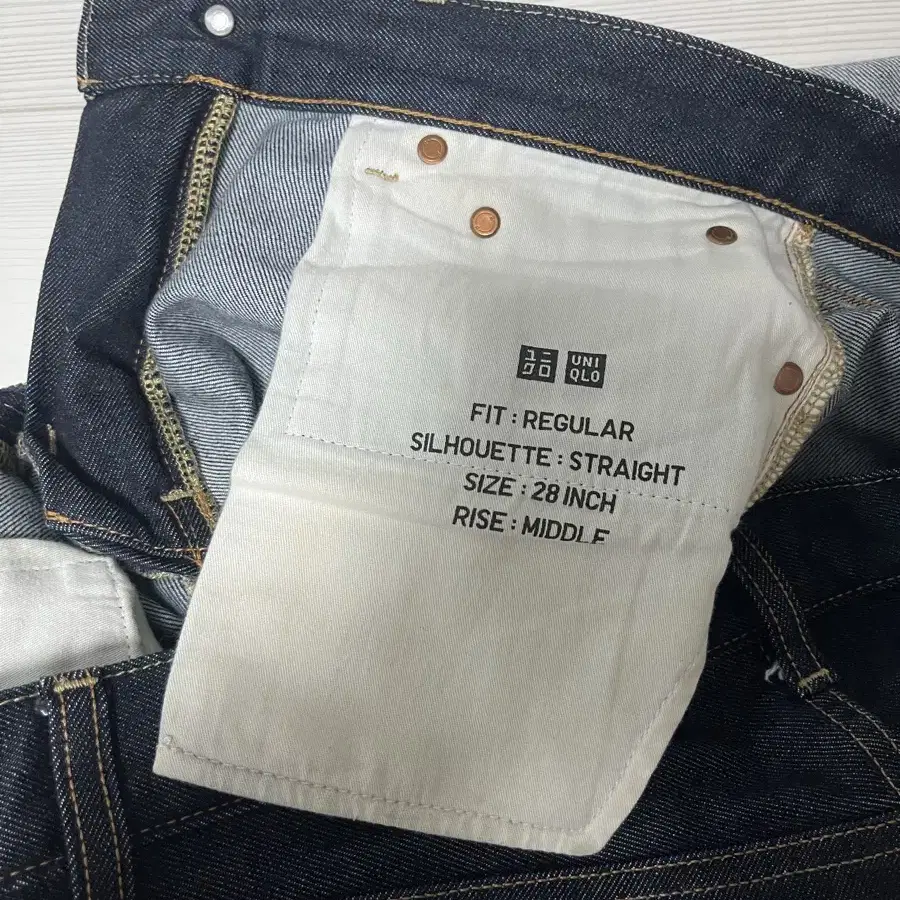 ユニクロ UNIQLO
FIT : REGULAR
SILHOUETTE : STRAIGHT
SIZE : 28 INCH
RISE : MIDDLE